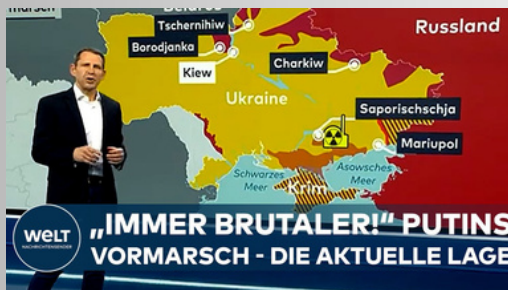 Belarus
Tschernihiw
Russland
Borodjanka
Kiew
Charkiw
Ukraine
Saporischschja
Mariupol
Schwarzes
Meer
Asowsches
Meer
Krim
„IMMER BRUTALER!“ PUTINS
VORMARSCH - DIE AKTUELLE LAGE
WELT
NACHRICHTENSENDER